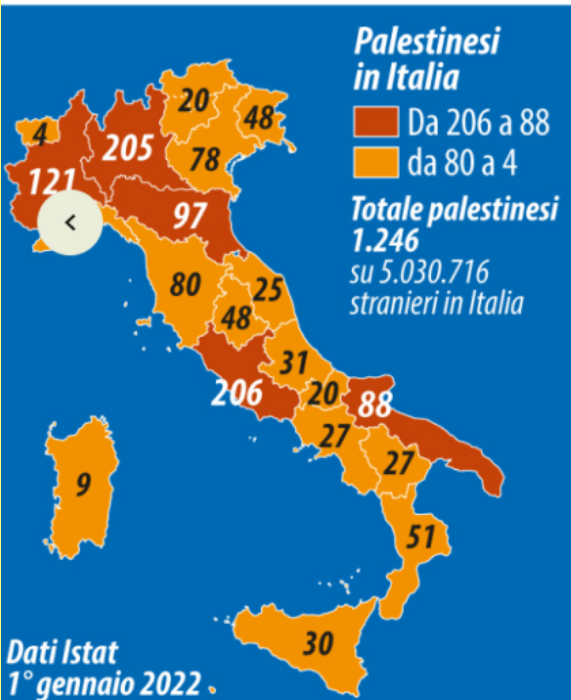 Palestinesi
in Italia
Da 206 a 88
da 80 a 4
Totale palestinesi
1.246
su 5.030.716
stranieri in Italia
20
48
4
205
78
121
97
80
25
48
31
206
20
88
27
27
9
51
30
Dati Istat
1° gennaio 2022